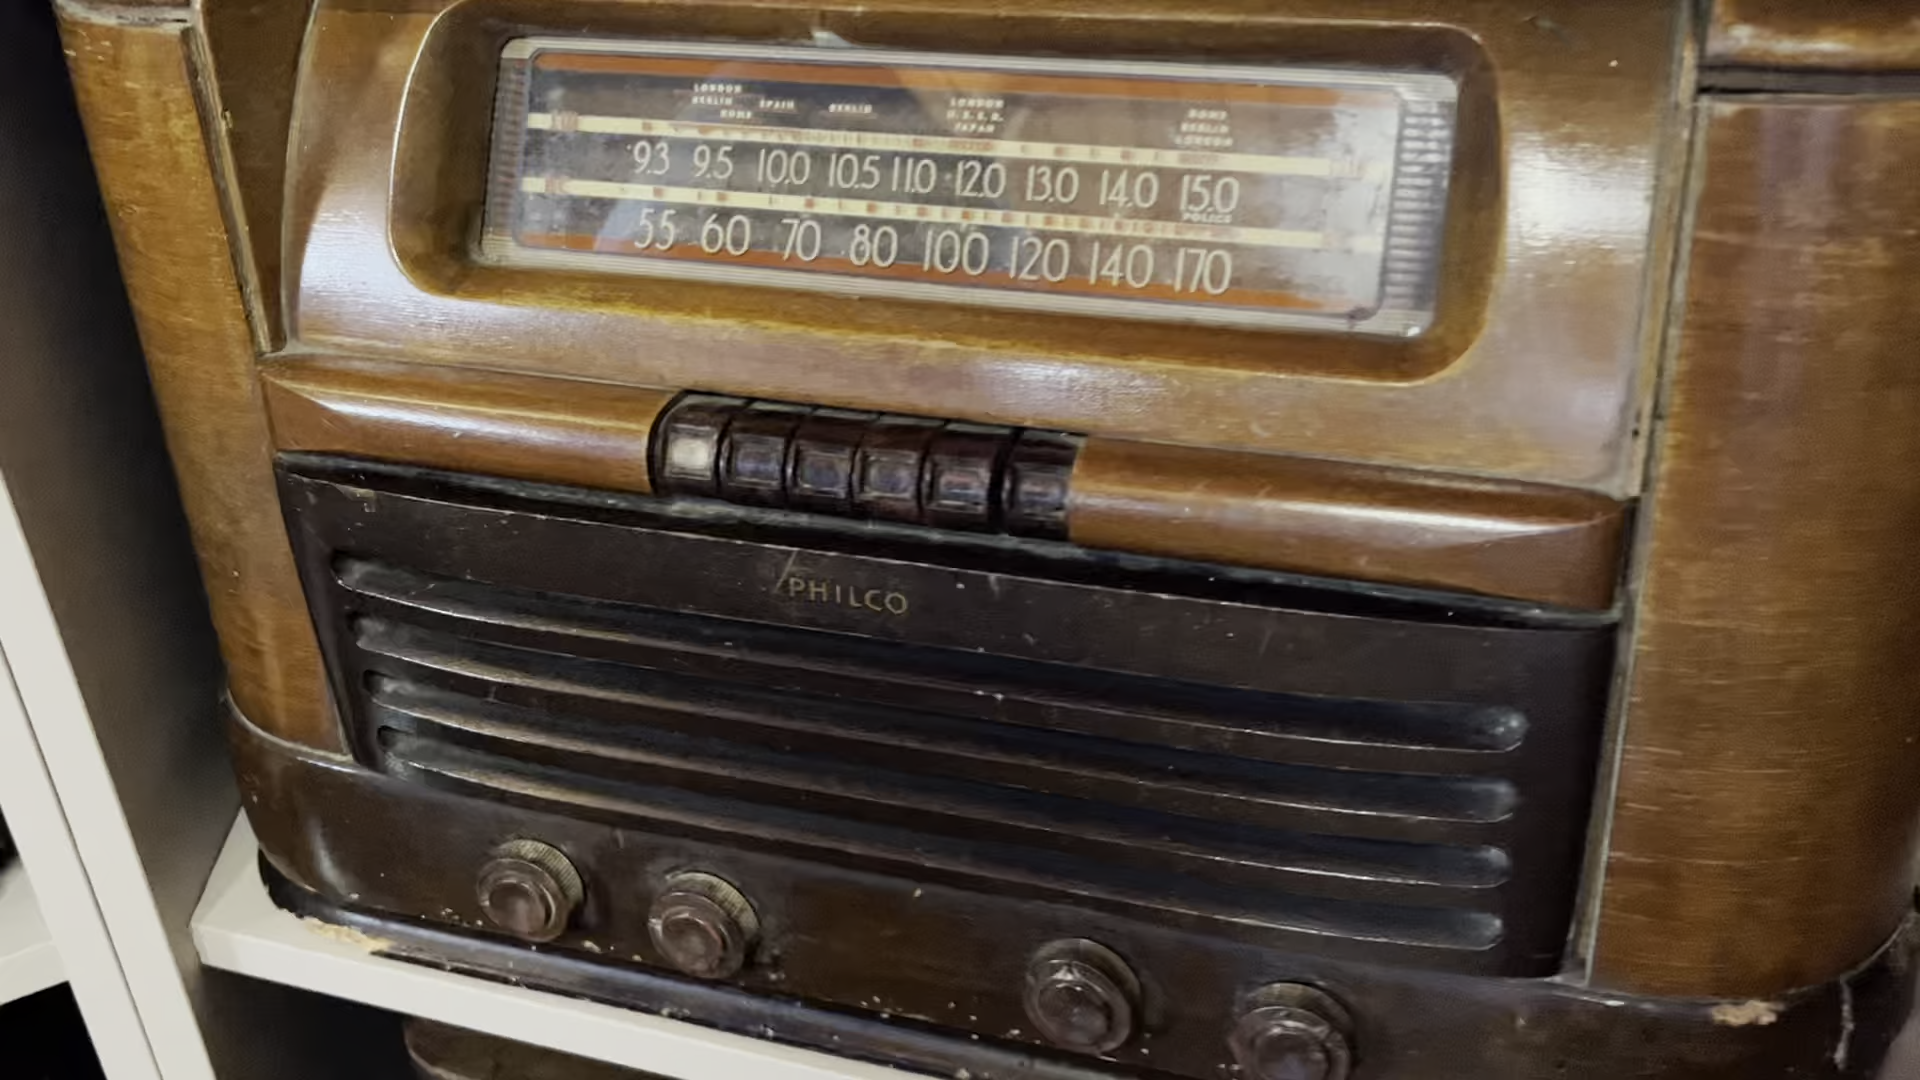 LONDON LONDON ROME
BERLIN SPAIN BERLIN U.S.S.R. BERLIN
ROME JAPAN LONDON
9.3 9.5 10.0 10.5 11.0 12.0 13.0 14.0 15.0
POLICE
55 60 70 80 100 120 140 170
PHILCO